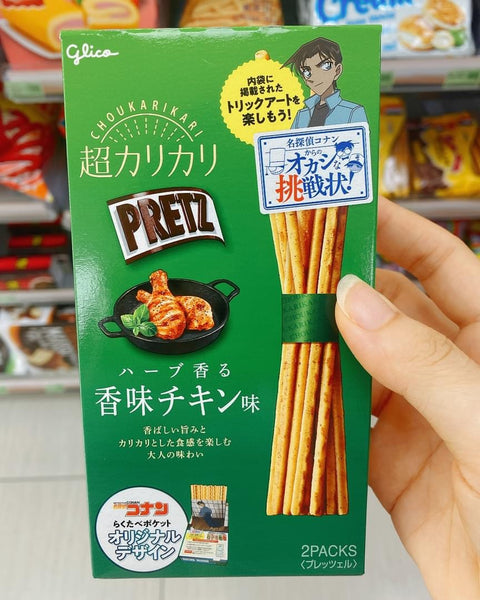 glico
CHOUKARIKARI
超カリカリ
PRETZ
内袋に
掲載された
トリックアートを
楽しもう!
名探偵コナン
からの
オカシな
挑戦状!
ハーブ香る
香味チキン味
香ばしい旨みと
カリカリとした食感を楽しむ
大人の味わい
コナン
らくたべポケット
オリジナル
デザイン
2PACKS
〈プレッツェル〉